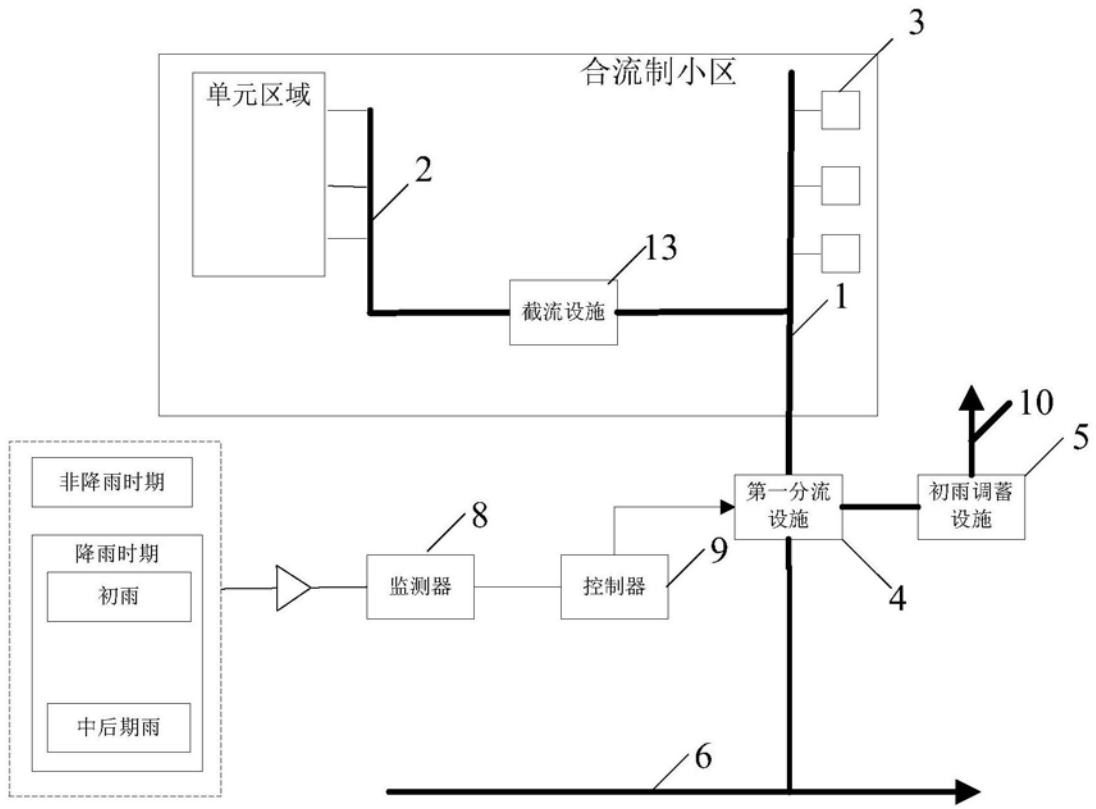 3
合流制小区
单元区域
2
13
截流设施
1
10
5
非降雨时期
第一分流
设施
初雨调蓄
设施
8
降雨时期
9
4
初雨
监测器
控制器
中后期雨
6